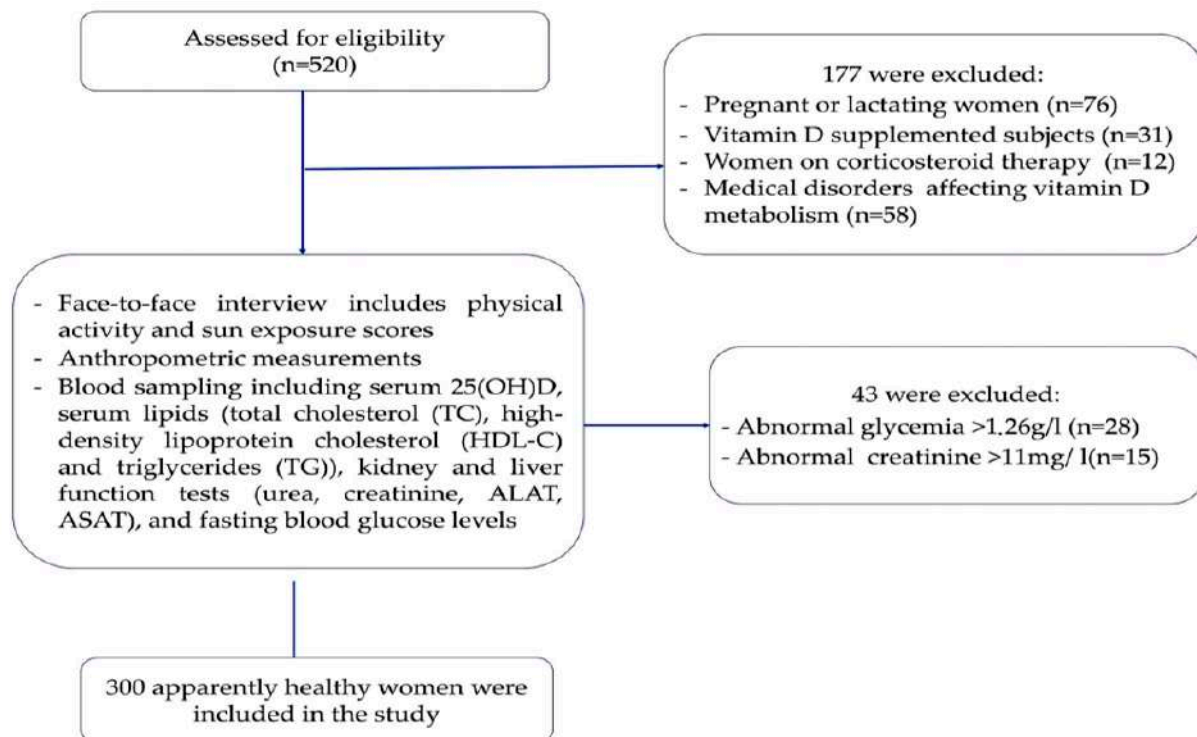 Assessed for eligibility
(n=520)
177 were excluded:
- Pregnant or lactating women (n=76)
- Vitamin D supplemented subjects (n=31)
- Women on corticosteroid therapy (n=12)
- Medical disorders affecting vitamin D
metabolism (n=58)
- Face-to-face interview includes physical
activity and sun exposure scores
- Anthropometric measurements
- Blood sampling including serum 25(OH)D,
serum lipids (total cholesterol (TC), high-
density lipoprotein cholesterol (HDL-C)
and triglycerides (TG)), kidney and liver
function tests (urea, creatinine, ALAT,
ASAT), and fasting blood glucose levels
43 were excluded:
- Abnormal glycemia >1.26g/l (n=28)
- Abnormal creatinine >11mg/ l(n=15)
300 apparently healthy women were
included in the study